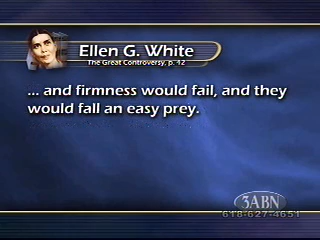 Ellen G. White
The Great Controversy, p. 42
... and firmness would fail, and they
would fall an easy prey.
3ABN
618-627-4651